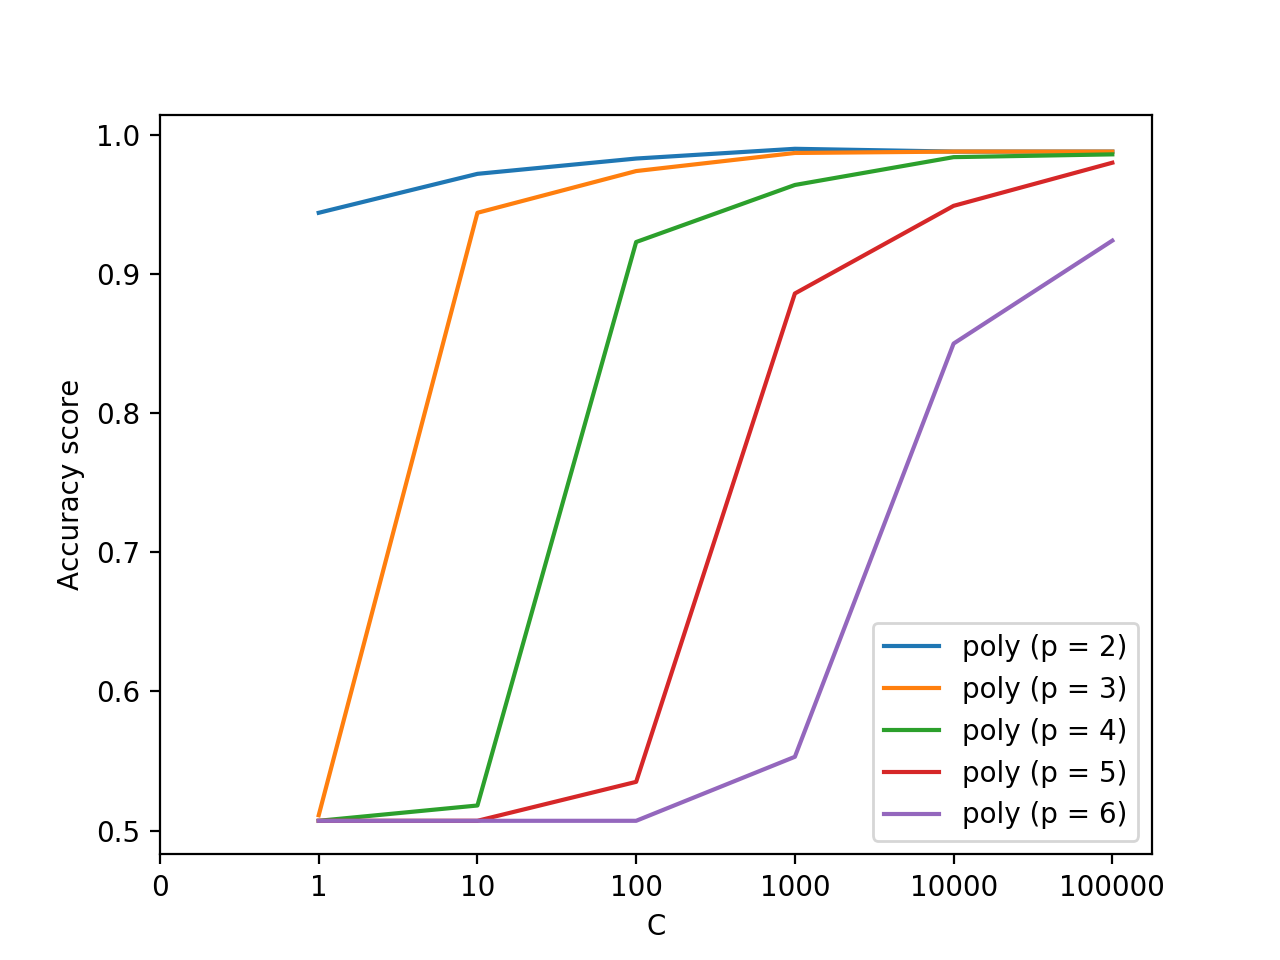 1.0
0.9
0.8
0.7
0.6
0.5
Accuracy score
0 1 10 100 1000 10000 100000
C
poly (p = 2)
poly (p = 3)
poly (p = 4)
poly (p = 5)
poly (p = 6)